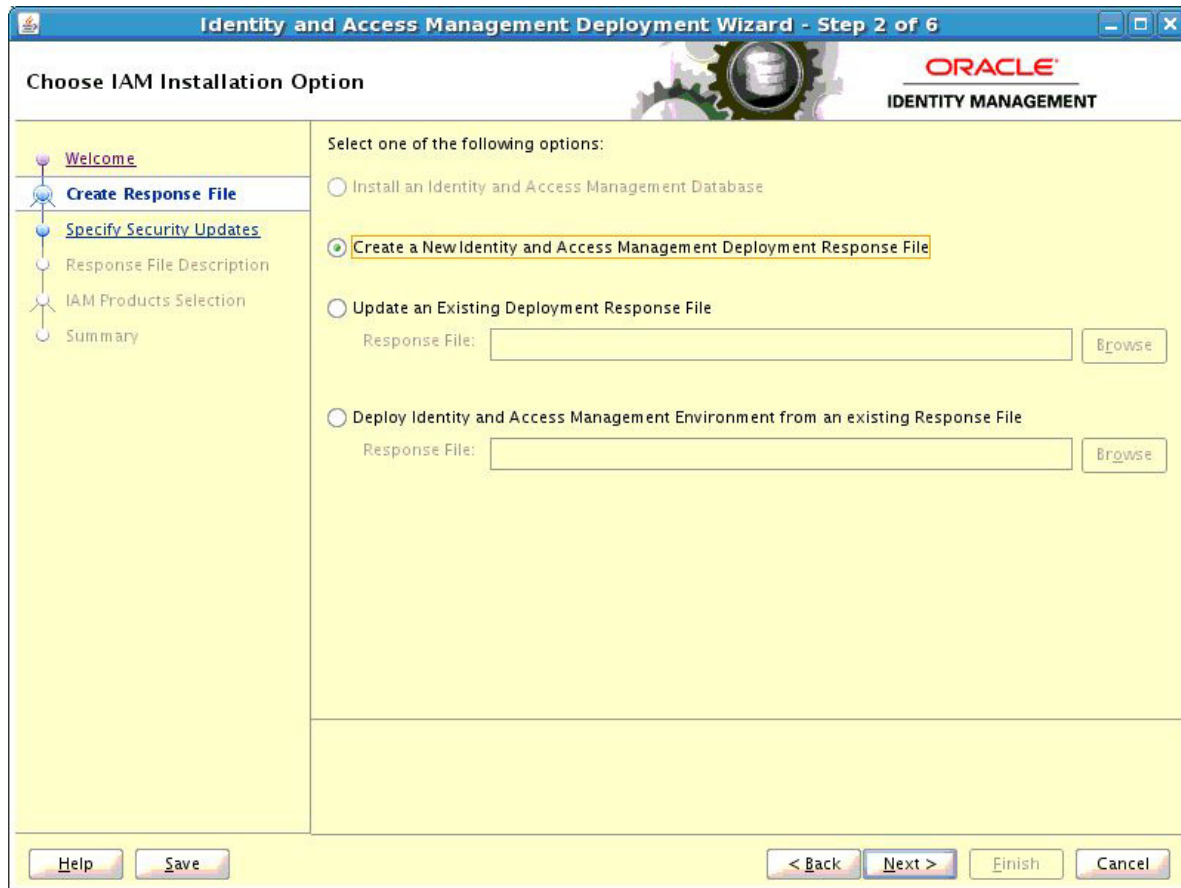 Identity and Access Management Deployment Wizard - Step 2 of 6
Choose IAM Installation Option
ORACLE
IDENTITY MANAGEMENT
Welcome
Create Response File
Specify Security Updates
Response File Description
IAM Products Selection
Summary
Select one of the following options:
Install an Identity and Access Management Database
Create a New Identity and Access Management Deployment Response File
Update an Existing Deployment Response File
Response File: Browse
Deploy Identity and Access Management Environment from an existing Response File
Response File: Browse
Help Save < Back Next > Finish Cancel